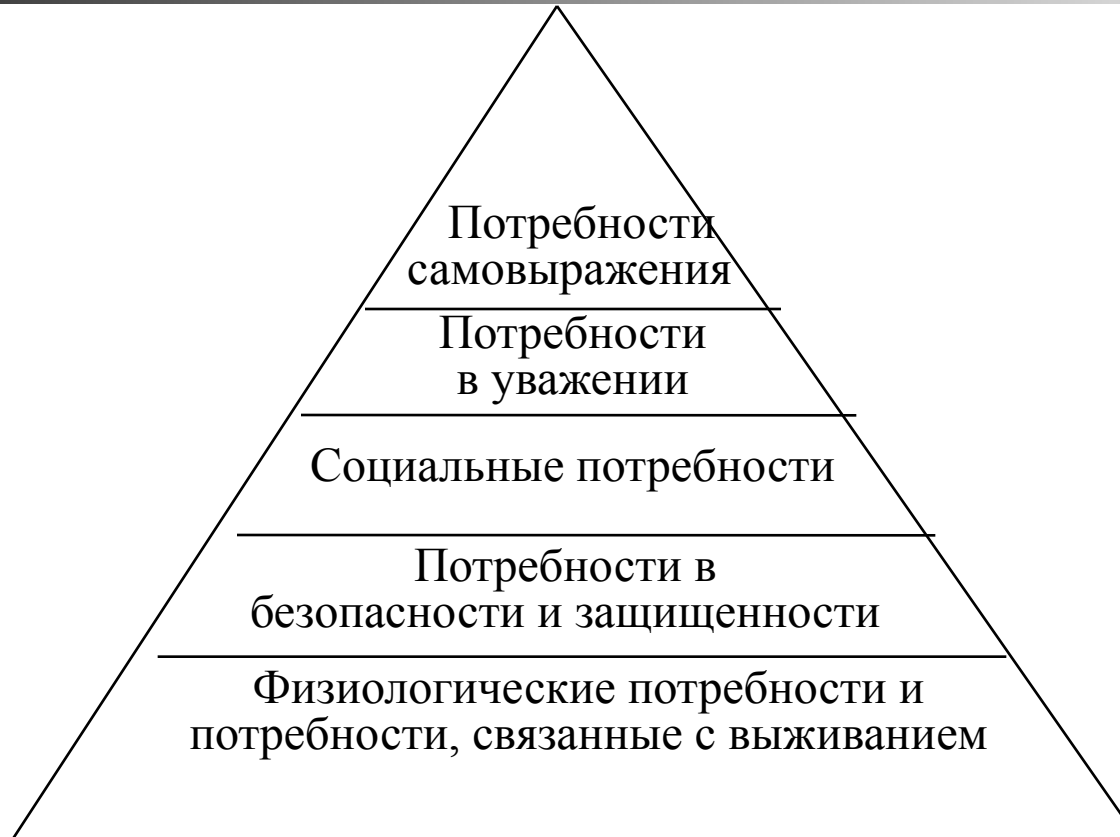 Потребности
самовыражения
Потребности
в уважении
Социальные потребности
Потребности в
безопасности и защищенности
Физиологические потребности и
потребности, связанные с выживанием